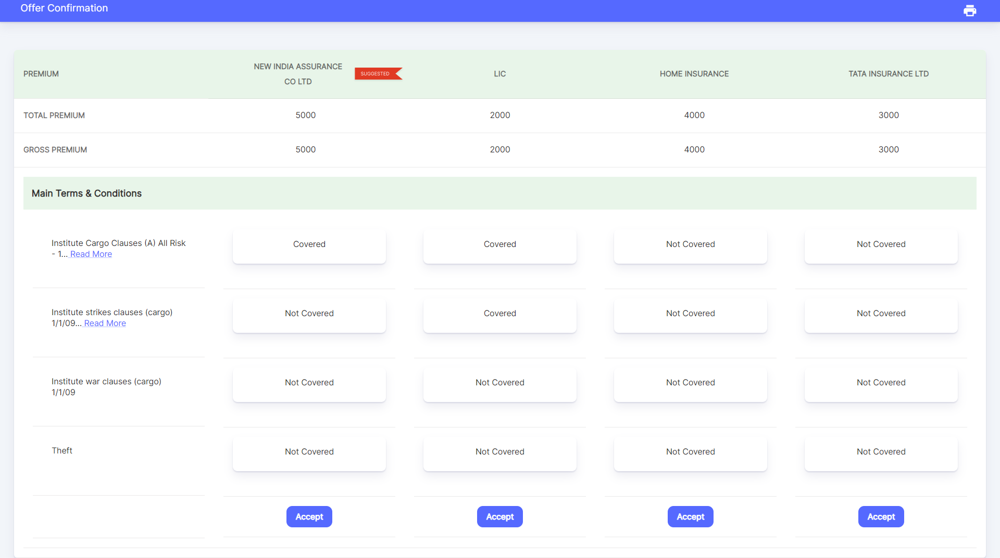 Offer Confirmation
PREMIUM
NEW INDIA ASSURANCE
CO LTD
SUGGESTED
LIC
HOME INSURANCE
TATA INSURANCE LTD
TOTAL PREMIUM 5000 2000 4000 3000
GROSS PREMIUM 5000 2000 4000 3000
Main Terms & Conditions
Institute Cargo Clauses (A) All Risk
- 1... Read More
Covered Covered Not Covered Not Covered
Institute strikes clauses (cargo)
1/1/09... Read More
Not Covered Covered Not Covered Not Covered
Institute war clauses (cargo)
1/1/09
Not Covered Not Covered Not Covered Not Covered
Theft Not Covered Not Covered Not Covered Not Covered
Accept Accept Accept Accept